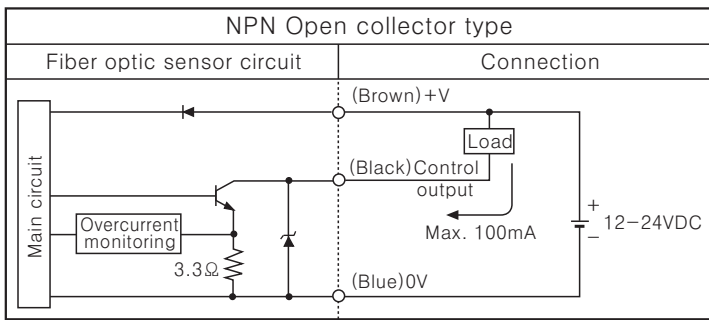 NPN Open collector type
Fiber optic sensor circuit
Connection
(Brown)+V
Load
(Black)Control
output
Main circuit
Overcurrent
monitoring
Max. 100mA
+
12−24VDC
−
3.3Ω
(Blue)0V